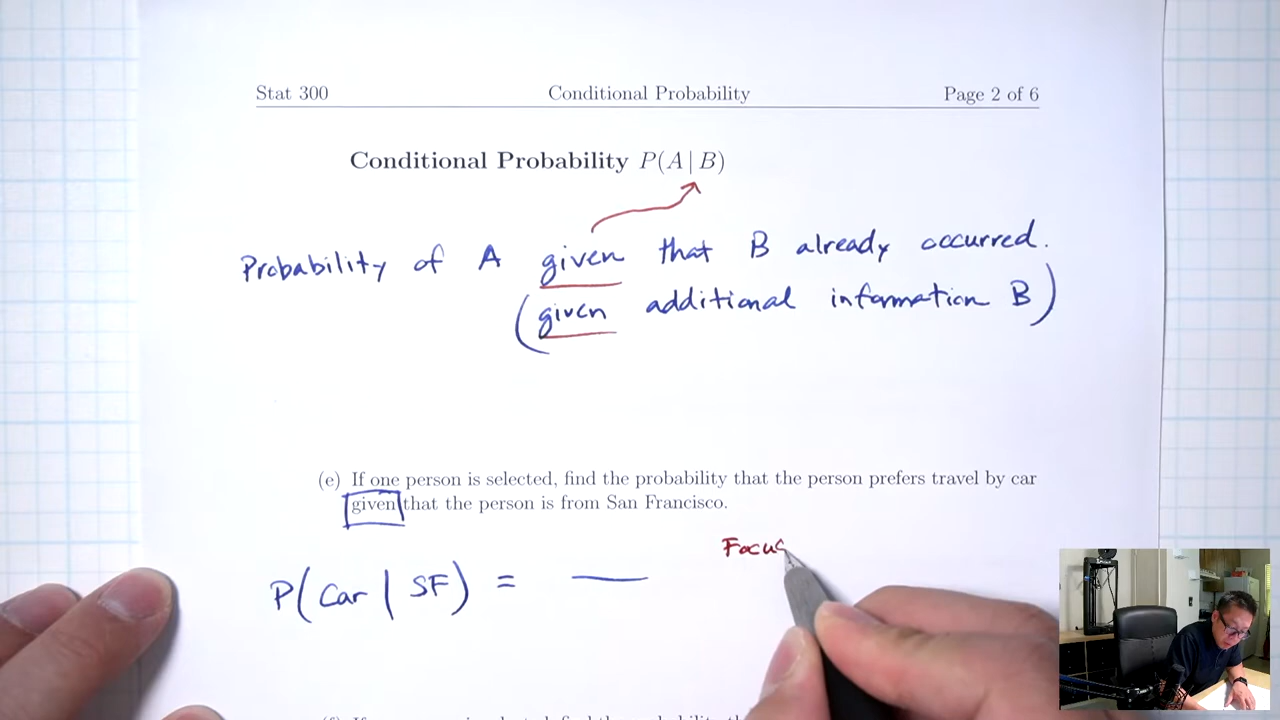 Stat 300 Conditional Probability Page 2 of 6
Conditional Probability P(A | B)
Probability of A given that B already occurred.
(given additional information B)
(e) If one person is selected, find the probability that the person prefers travel by car
given that the person is from San Francisco.
Focus
P(Car | SF) = —